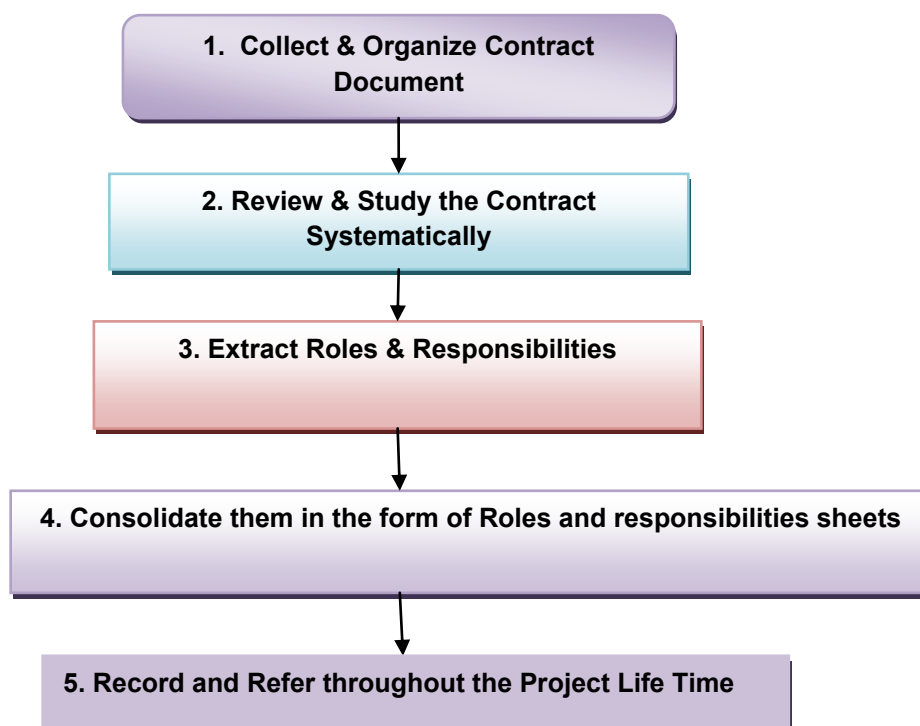 1. Collect & Organize Contract
Document
2. Review & Study the Contract
Systematically
3. Extract Roles & Responsibilities
4. Consolidate them in the form of Roles and responsibilities sheets
5. Record and Refer throughout the Project Life Time